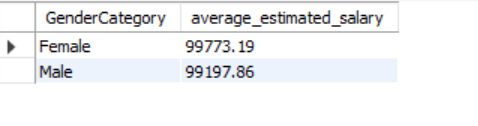 GenderCategory average_estimated_salary
Female 99773.19
Male 99197.86